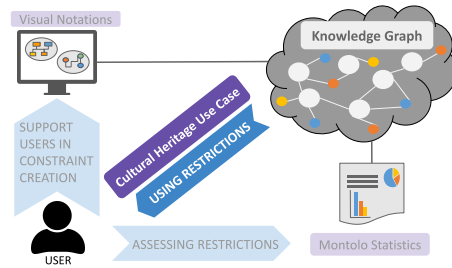 Visual Notations
Knowledge Graph
Cultural Heritage Use Case
USING RESTRICTIONS
SUPPORT
USERS IN
CONSTRAINT
CREATION
USER
ASSESSING RESTRICTIONS
Montolo Statistics